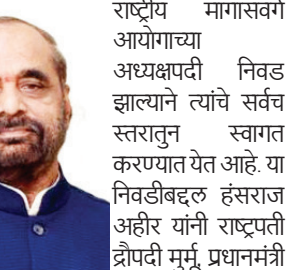 राष्ट्रीय मागासवर्ग
आयोगाच्या
अध्यक्षपदी निवड
झाल्याने त्यांचे सर्वच
स्तरातुन स्वागत
करण्यात येत आहे. या
निवडीबद्दल हंसराज
अहीर यांनी राष्ट्रपती
द्रौपदी मुर्मु, प्रधानमंत्री